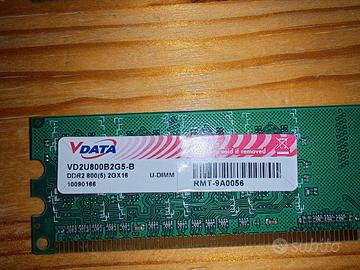 VDATA
void if removed
VD2U800B2G5-B
DDR2 800(5) 2GX16
U-DIMM
10090166
RMT-9A0056
subito